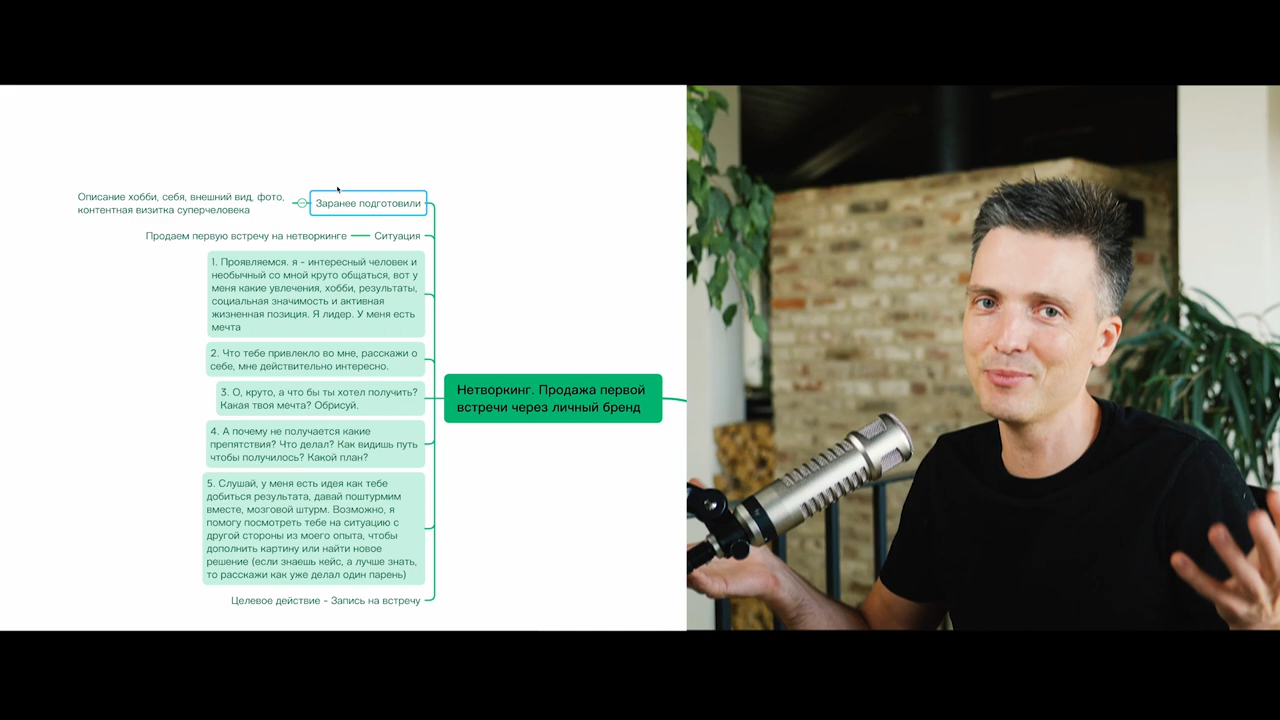 Описание хобби, себя, внешний вид, фото,
контентная визитка суперчеловека
Заранее подготовили
Продаем первую встречу на нетворкинге
Ситуация
1. Проявляемся. я - интересный человек и
необычный со мной круто общаться, вот у
меня какие увлечения, хобби, результаты,
социальная значимость и активная
жизненная позиция. Я лидер. У меня есть
мечта
2. Что тебе привлекло во мне, расскажи о
себе, мне действительно интересно.
3. О, круто, а что бы ты хотел получить?
Какая твоя мечта? Обрисуй.
4. А почему не получается какие
препятствия? Что делал? Как видишь путь
чтобы получилось? Какой план?
5. Слушай, у меня есть идея как тебе
добиться результата, давай поштурмим
вместе, мозговой штурм. Возможно, я
помогу посмотреть тебе на ситуацию с
другой стороны из моего опыта, чтобы
дополнить картину или найти новое
решение (если знаешь кейс, а лучше знать,
то расскажи как уже делал один парень)
Целевое действие - Запись на встречу
Нетворкинг. Продажа первой
встречи через личный бренд